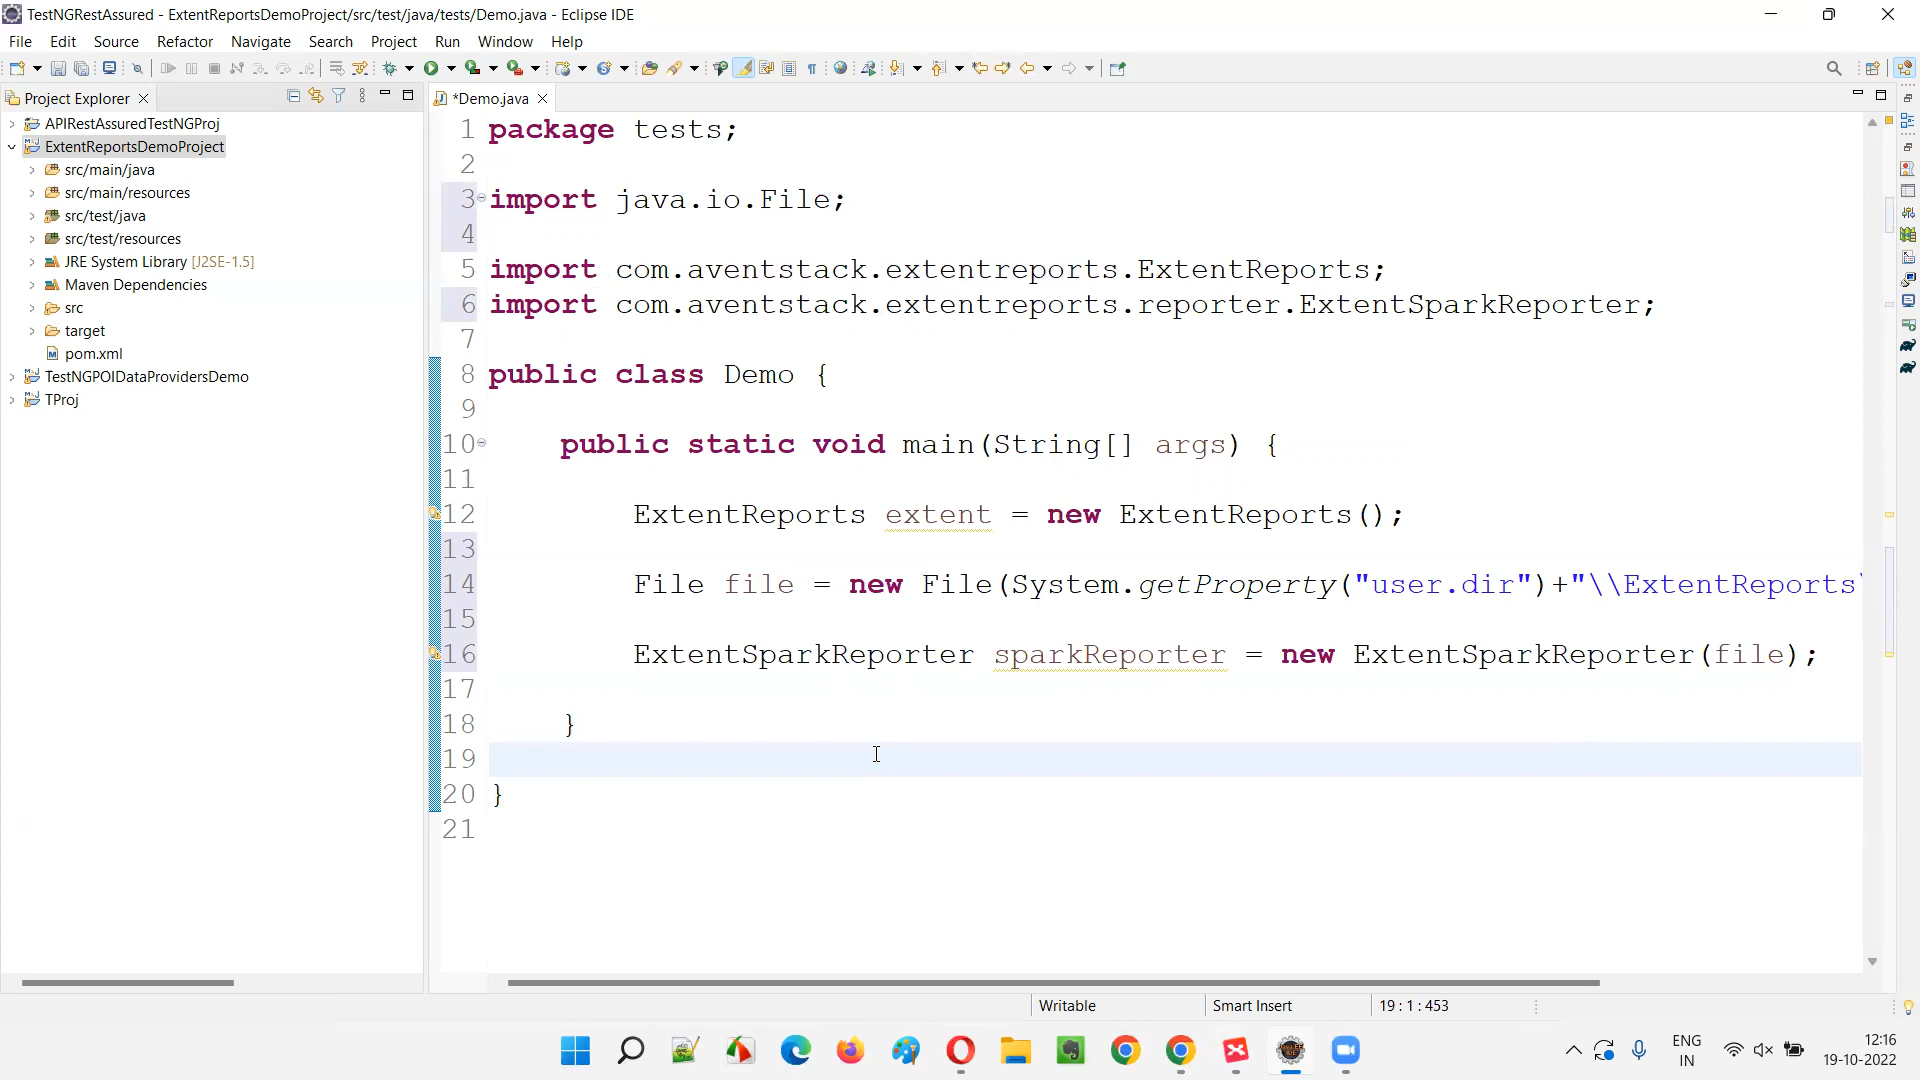 TestNGRestAssured - ExtentReportsDemoProject/src/test/java/tests/Demo.java - Eclipse IDE
File Edit Source Refactor Navigate Search Project Run Window Help
Project Explorer
*Demo.java
APIRestAssuredTestNGProj
ExtentReportsDemoProject
src/main/java
src/main/resources
src/test/java
src/test/resources
JRE System Library [J2SE-1.5]
Maven Dependencies
src
target
pom.xml
TestNGPOIDataProvidersDemo
TProj
1 package tests;
2
3 import java.io.File;
4
5 import com.aventstack.extentreports.ExtentReports;
6 import com.aventstack.extentreports.reporter.ExtentSparkReporter;
7
8 public class Demo {
9
10 public static void main(String[] args) {
11
12 ExtentReports extent = new ExtentReports();
13
14 File file = new File(System.getProperty("user.dir")+"\\ExtentReports\
15
16 ExtentSparkReporter sparkReporter = new ExtentSparkReporter(file);
17
18 }
19
20 }
21
Writable Smart Insert 19 : 1 : 453
ENG
IN
12:16
19-10-2022